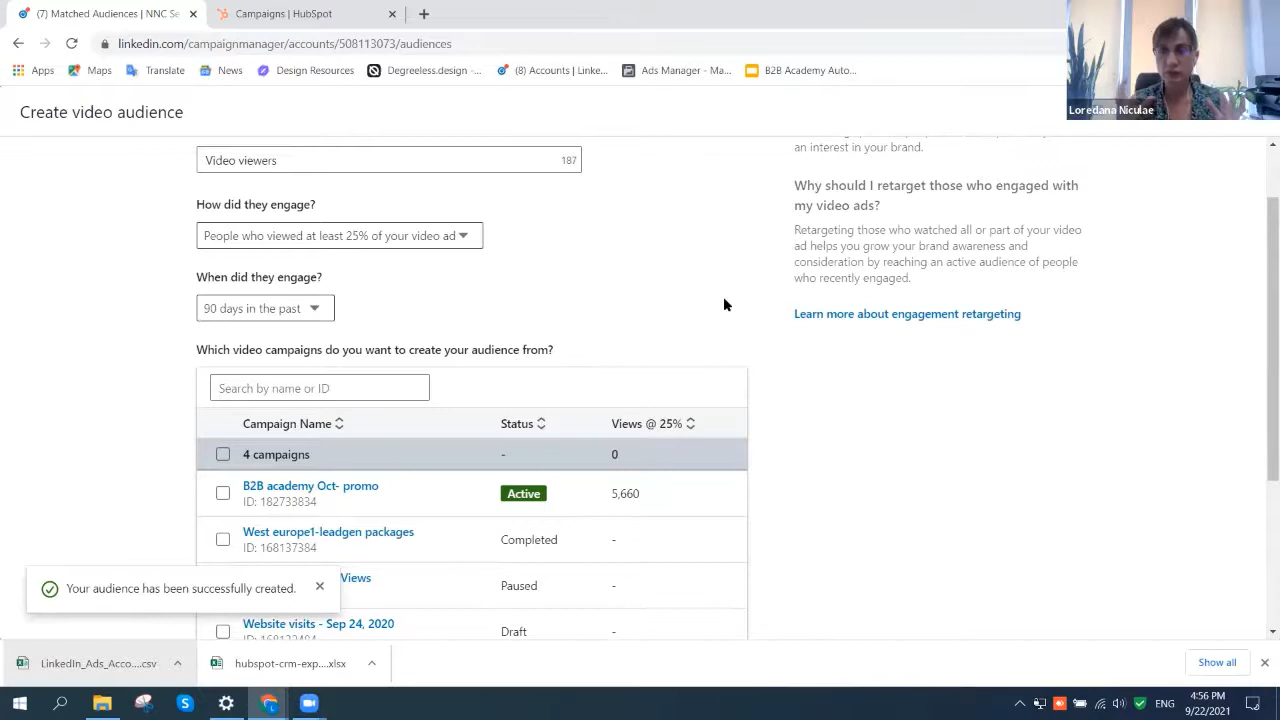 (7) Matched Audiences | NNC Se
Campaigns | HubSpot
linkedin.com/campaignmanager/accounts/508113073/audiences
Apps
Maps
Translate
News
Design Resources
Degreeless.design - ...
(8) Accounts | Linke...
Ads Manager - Ma...
B2B Academy Auto...
Loredana Niculae
Create video audience
Video viewers
187
How did they engage?
People who viewed at least 25% of your video ad
When did they engage?
90 days in the past
Which video campaigns do you want to create your audience from?
Search by name or ID
Campaign Name
Status
Views @ 25%
4 campaigns
-
0
B2B academy Oct- promo
ID: 182733834
Active
5,660
West europe1-leadgen packages
ID: 168137384
Completed
-
Views
Paused
-
Website visits - Sep 24, 2020
Draft
-
an interest in your brand.
Why should I retarget those who engaged with
my video ads?
Retargeting those who watched all or part of your video
ad helps you grow your brand awareness and
consideration by reaching an active audience of people
who recently engaged.
Learn more about engagement retargeting
Your audience has been successfully created.
LinkedIn_Ads_Acco....csv
hubspot-crm-exp....xlsx
Show all
ENG
4:56 PM
9/22/2021